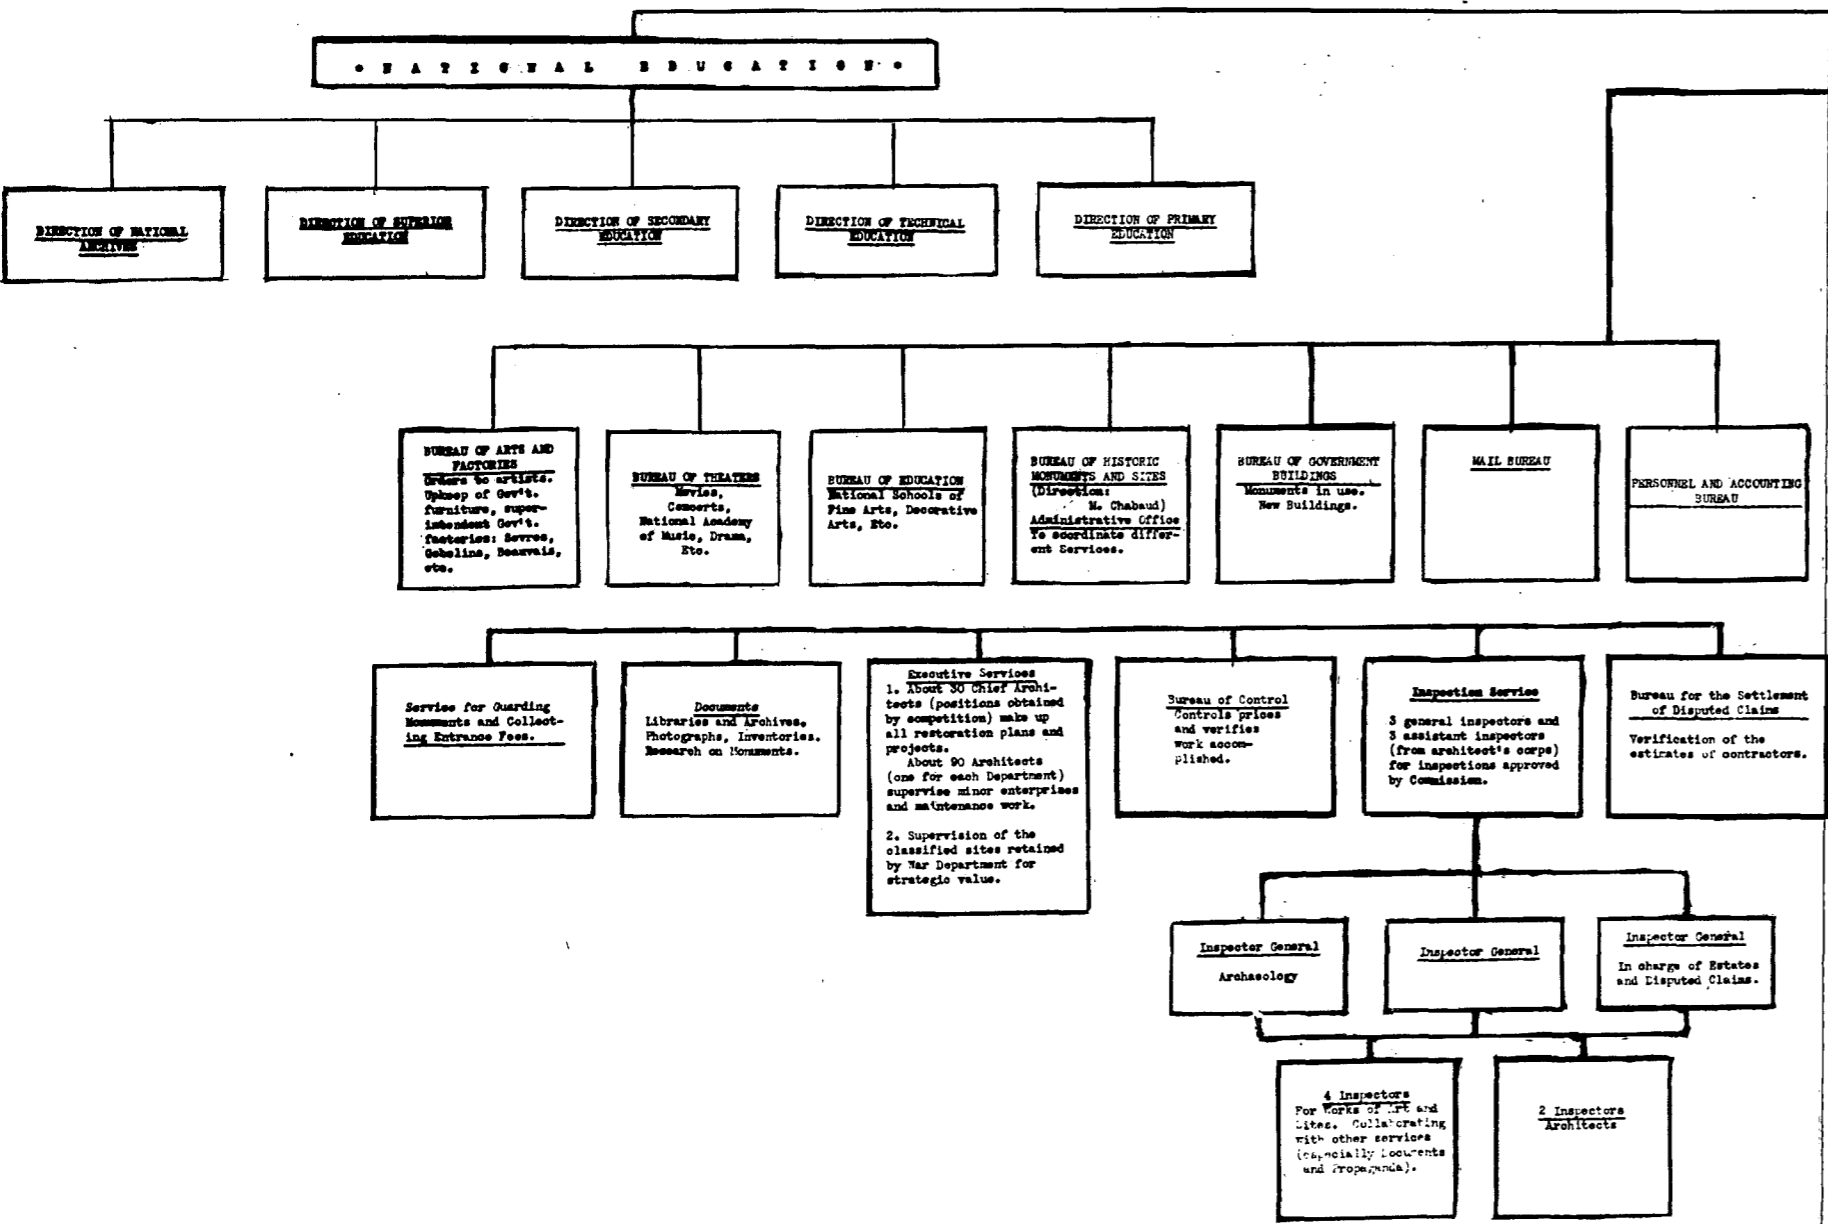 * N A T I O N A L   E D U C A T I O N *
DIRECTION OF NATIONAL
ARCHIVES
DIRECTION OF SUPERIOR
EDUCATION
DIRECTION OF SECONDARY
EDUCATION
DIRECTION OF TECHNICAL
EDUCATION
DIRECTION OF PRIMARY
EDUCATION
BUREAU OF ARTS AND
FACTORIES
Orders to artists.
Upkeep of Gov't.
furniture, super-
intendent Gov't.
factories: Sevres,
Gobelins, Beauvais,
etc.
BUREAU OF THEATERS
Movies,
Concerts,
National Academy
of Music, Drama,
Etc.
BUREAU OF EDUCATION
National Schools of
Fine Arts, Decorative
Arts, Etc.
BUREAU OF HISTORIC
MONUMENTS AND SITES
(Direction:
M. Chabaud)
Administrative Office
To coordinate differ-
ent Services.
BUREAU OF GOVERNMENT
BUILDINGS
Monuments in use.
New Buildings.
MAIL BUREAU
PERSONNEL AND ACCOUNTING
BUREAU
Service for Guarding
Monuments and Collect-
ing Entrance Fees.
Documents
Libraries and Archives.
Photographs, Inventories.
Research on Monuments.
Executive Services
1. About 30 Chief Archi-
tects (positions obtained
by competition) make up
all restoration plans and
projects.
About 90 Architects
(one for each Department)
supervise minor enterprises
and maintenance work.
2. Supervision of the
classified sites retained
by War Department for
strategic value.
Bureau of Control
Controls prices
and verifies
work accom-
plished.
Inspection Service
3 general inspectors and
3 assistant inspectors
(from architect's corps)
for inspections approved
by Commission.
Bureau for the Settlement
of Disputed Claims
Verification of the
estimates of contractors.
Inspector General
Archaeology
Inspector General
Inspector General
In charge of Estates
and Disputed Claims.
4 Inspectors
For Works of Art and
Sites. Collaborating
with other services
(especially Documents
and Propaganda).
2 Inspectors
Architects